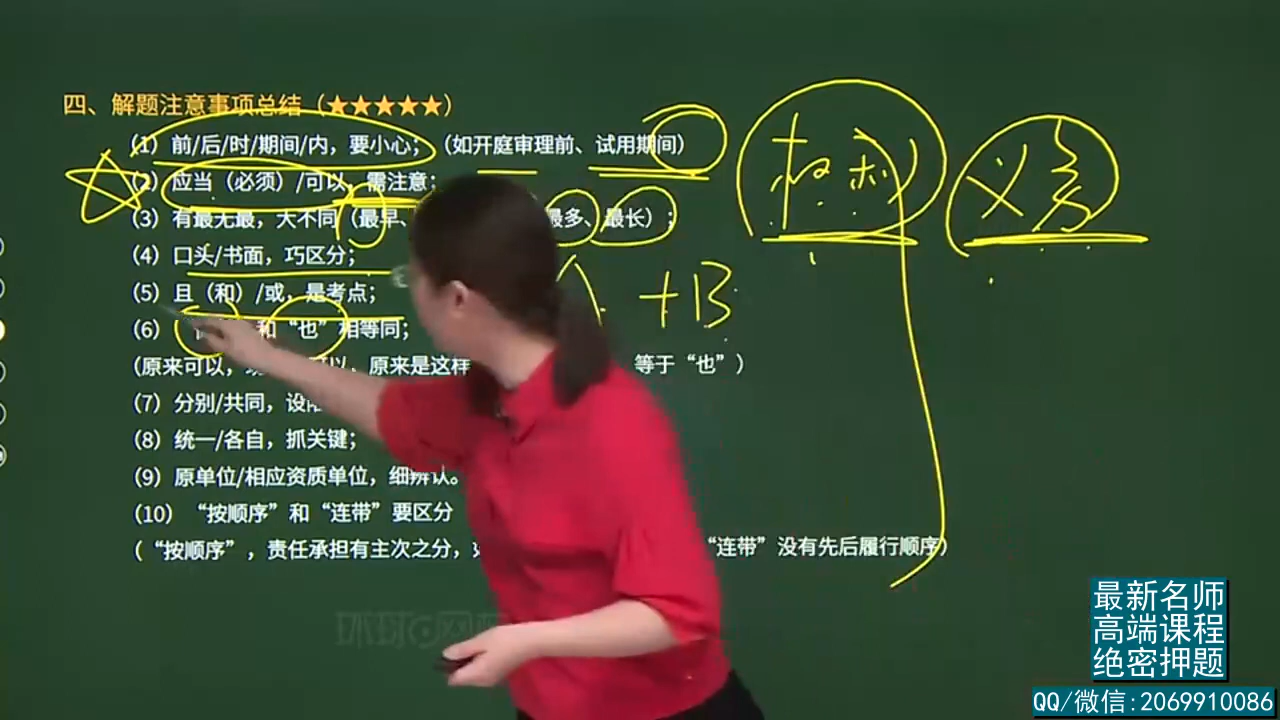 四、解题注意事项总结（★★★★★）
（1）前/后/时/期间/内，要小心；（如开庭审理前、试用期间）
（2）应当（必须）/可以，需注意；
（3）有最无最，大不同（最早、最多、最长）；
（4）口头/书面，巧区分；
（5）且（和）/或，是考点；
（6）和“也”相等同；
（原来可以，可以，原来是这样 等于“也”）
（7）分别/共同，设
（8）统一/各自，抓关键；
（9）原单位/相应资质单位，细辨认。
（10）“按顺序”和“连带”要区分
（“按顺序”，责任承担有主次之分， “连带”没有先后履行顺序）
权利
义务
A + B
最新名师
高端课程
绝密押题
QQ/微信:2069910086